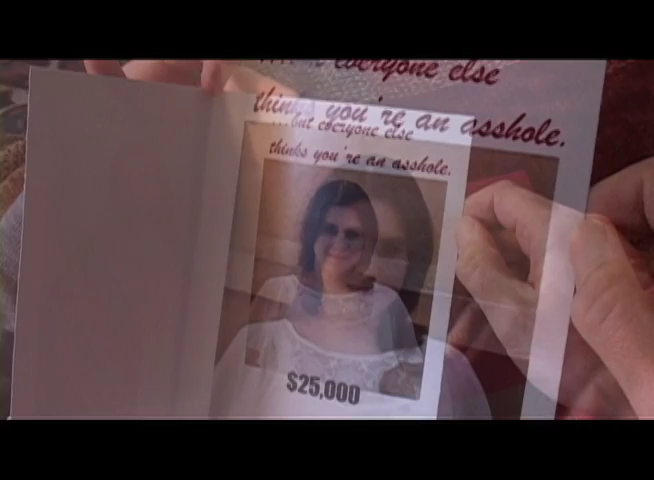 everyone else
thinks you're an asshole.
...but everyone else
thinks you're an asshole.
$25,000